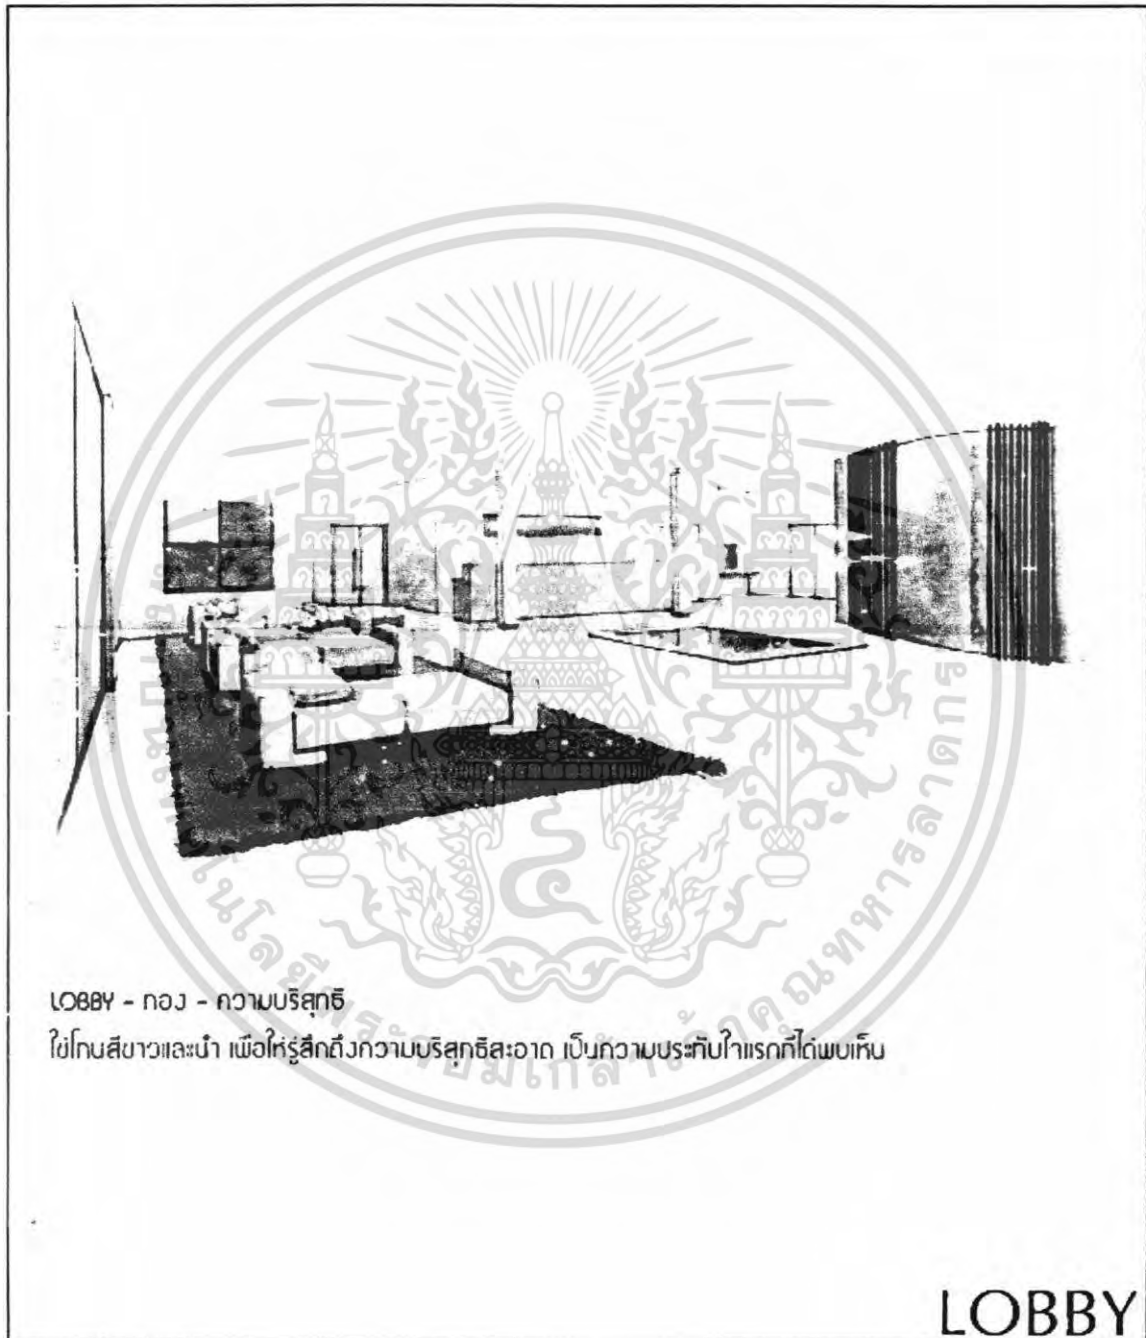 LOBBY - ทอง - ความบริสุทธิ์
ใช้โทนสีขาวและน้ำ เพื่อให้รู้สึกถึงความบริสุทธิ์สะอาด เป็นความประทับใจแรกที่ได้พบเห็น
LOBBY